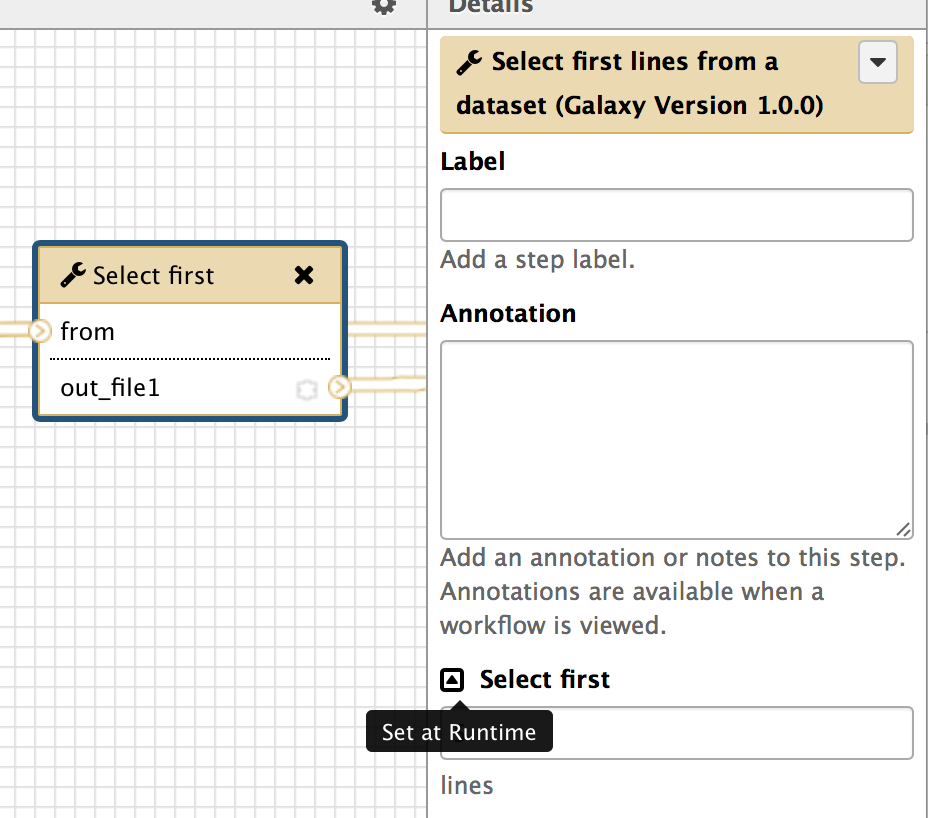 Details
Select first lines from a
dataset (Galaxy Version 1.0.0)
Label
Add a step label.
Annotation
Add an annotation or notes to this step.
Annotations are available when a
workflow is viewed.
Select first
Set at Runtime
lines
Select first
from
out_file1